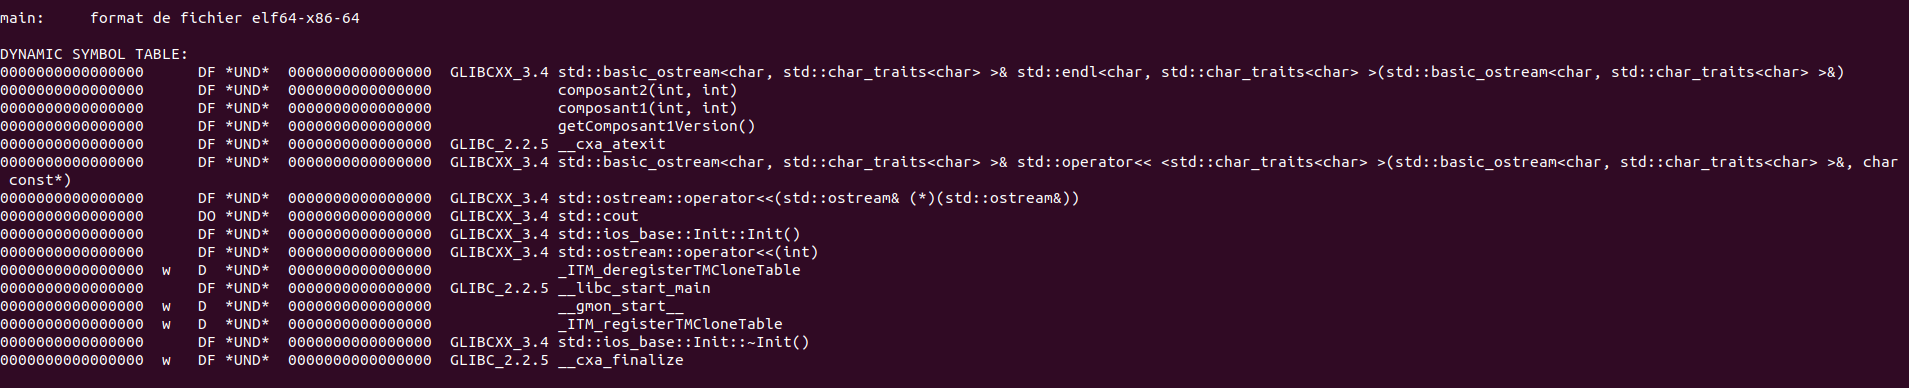 main:     format de fichier elf64-x86-64
DYNAMIC SYMBOL TABLE:
0000000000000000      DF *UND*  0000000000000000  GLIBCXX_3.4 std::basic_ostream<char, std::char_traits<char> >& std::endl<char, std::char_traits<char> >(std::basic_ostream<char, std::char_traits<char> >&)
0000000000000000      DF *UND*  0000000000000000              composant2(int, int)
0000000000000000      DF *UND*  0000000000000000              composant1(int, int)
0000000000000000      DF *UND*  0000000000000000              getComposant1Version()
0000000000000000      DF *UND*  0000000000000000  GLIBC_2.2.5 __cxa_atexit
0000000000000000      DF *UND*  0000000000000000  GLIBCXX_3.4 std::basic_ostream<char, std::char_traits<char> >& std::operator<< <std::char_traits<char> >(std::basic_ostream<char, std::char_traits<char> >&, char
 const*)
0000000000000000      DF *UND*  0000000000000000  GLIBCXX_3.4 std::ostream::operator<<(std::ostream& (*)(std::ostream&))
0000000000000000      DO *UND*  0000000000000000  GLIBCXX_3.4 std::cout
0000000000000000      DF *UND*  0000000000000000  GLIBCXX_3.4 std::ios_base::Init::Init()
0000000000000000      DF *UND*  0000000000000000  GLIBCXX_3.4 std::ostream::operator<<(int)
0000000000000000  w   D  *UND*  0000000000000000              _ITM_deregisterTMCloneTable
0000000000000000      DF *UND*  0000000000000000  GLIBC_2.2.5 __libc_start_main
0000000000000000  w   D  *UND*  0000000000000000              __gmon_start__
0000000000000000  w   D  *UND*  0000000000000000              _ITM_registerTMCloneTable
0000000000000000      DF *UND*  0000000000000000  GLIBCXX_3.4 std::ios_base::Init::~Init()
0000000000000000  w   DF *UND*  0000000000000000  GLIBC_2.2.5 __cxa_finalize